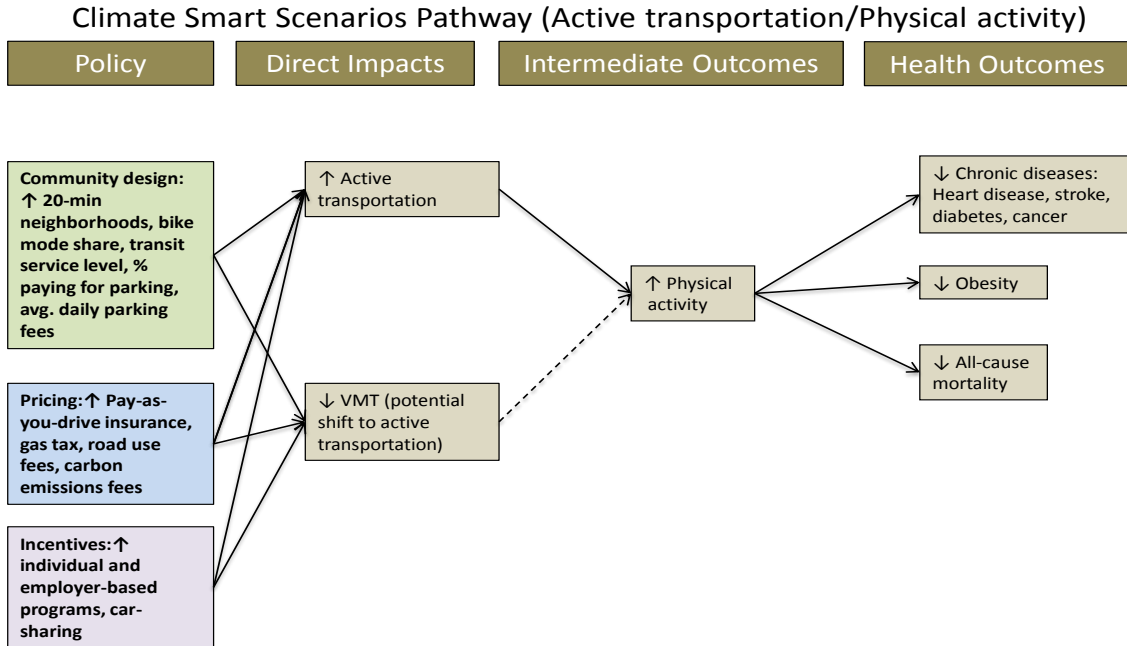 Climate Smart Scenarios Pathway (Active transportation/Physical activity)
Policy
Direct Impacts
Intermediate Outcomes
Health Outcomes
Community design:
↑ 20-min
neighborhoods, bike
mode share, transit
service level, %
paying for parking,
avg. daily parking
fees
Pricing:↑ Pay-as-
you-drive insurance,
gas tax, road use
fees, carbon
emissions fees
Incentives:↑
individual and
employer-based
programs, car-
sharing
↑ Active
transportation
↓ VMT (potential
shift to active
transportation)
↑ Physical
activity
↓ Chronic diseases:
Heart disease, stroke,
diabetes, cancer
↓ Obesity
↓ All-cause
mortality